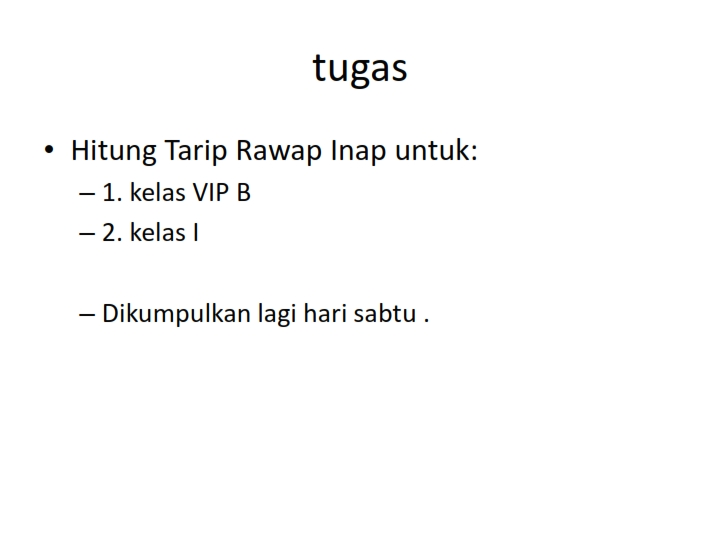 tugas
• Hitung Tarip Rawap Inap untuk:
– 1. kelas VIP B
– 2. kelas I
– Dikumpulkan lagi hari sabtu .